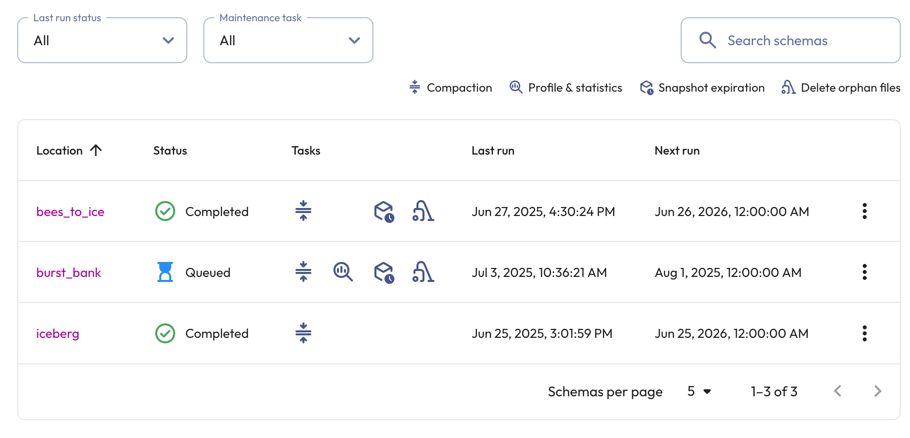 Last run status
Maintenance task
All
All
Search schemas
Compaction
Profile & statistics
Snapshot expiration
Delete orphan files
Location Status Tasks Last run Next run
bees_to_ice Completed Jun 27, 2025, 4:30:24 PM Jun 26, 2026, 12:00:00 AM
burst_bank Queued Jul 3, 2025, 10:36:21 AM Aug 1, 2025, 12:00:00 AM
iceberg Completed Jun 25, 2025, 3:01:59 PM Jun 25, 2026, 12:00:00 AM
Schemas per page 5 1–3 of 3